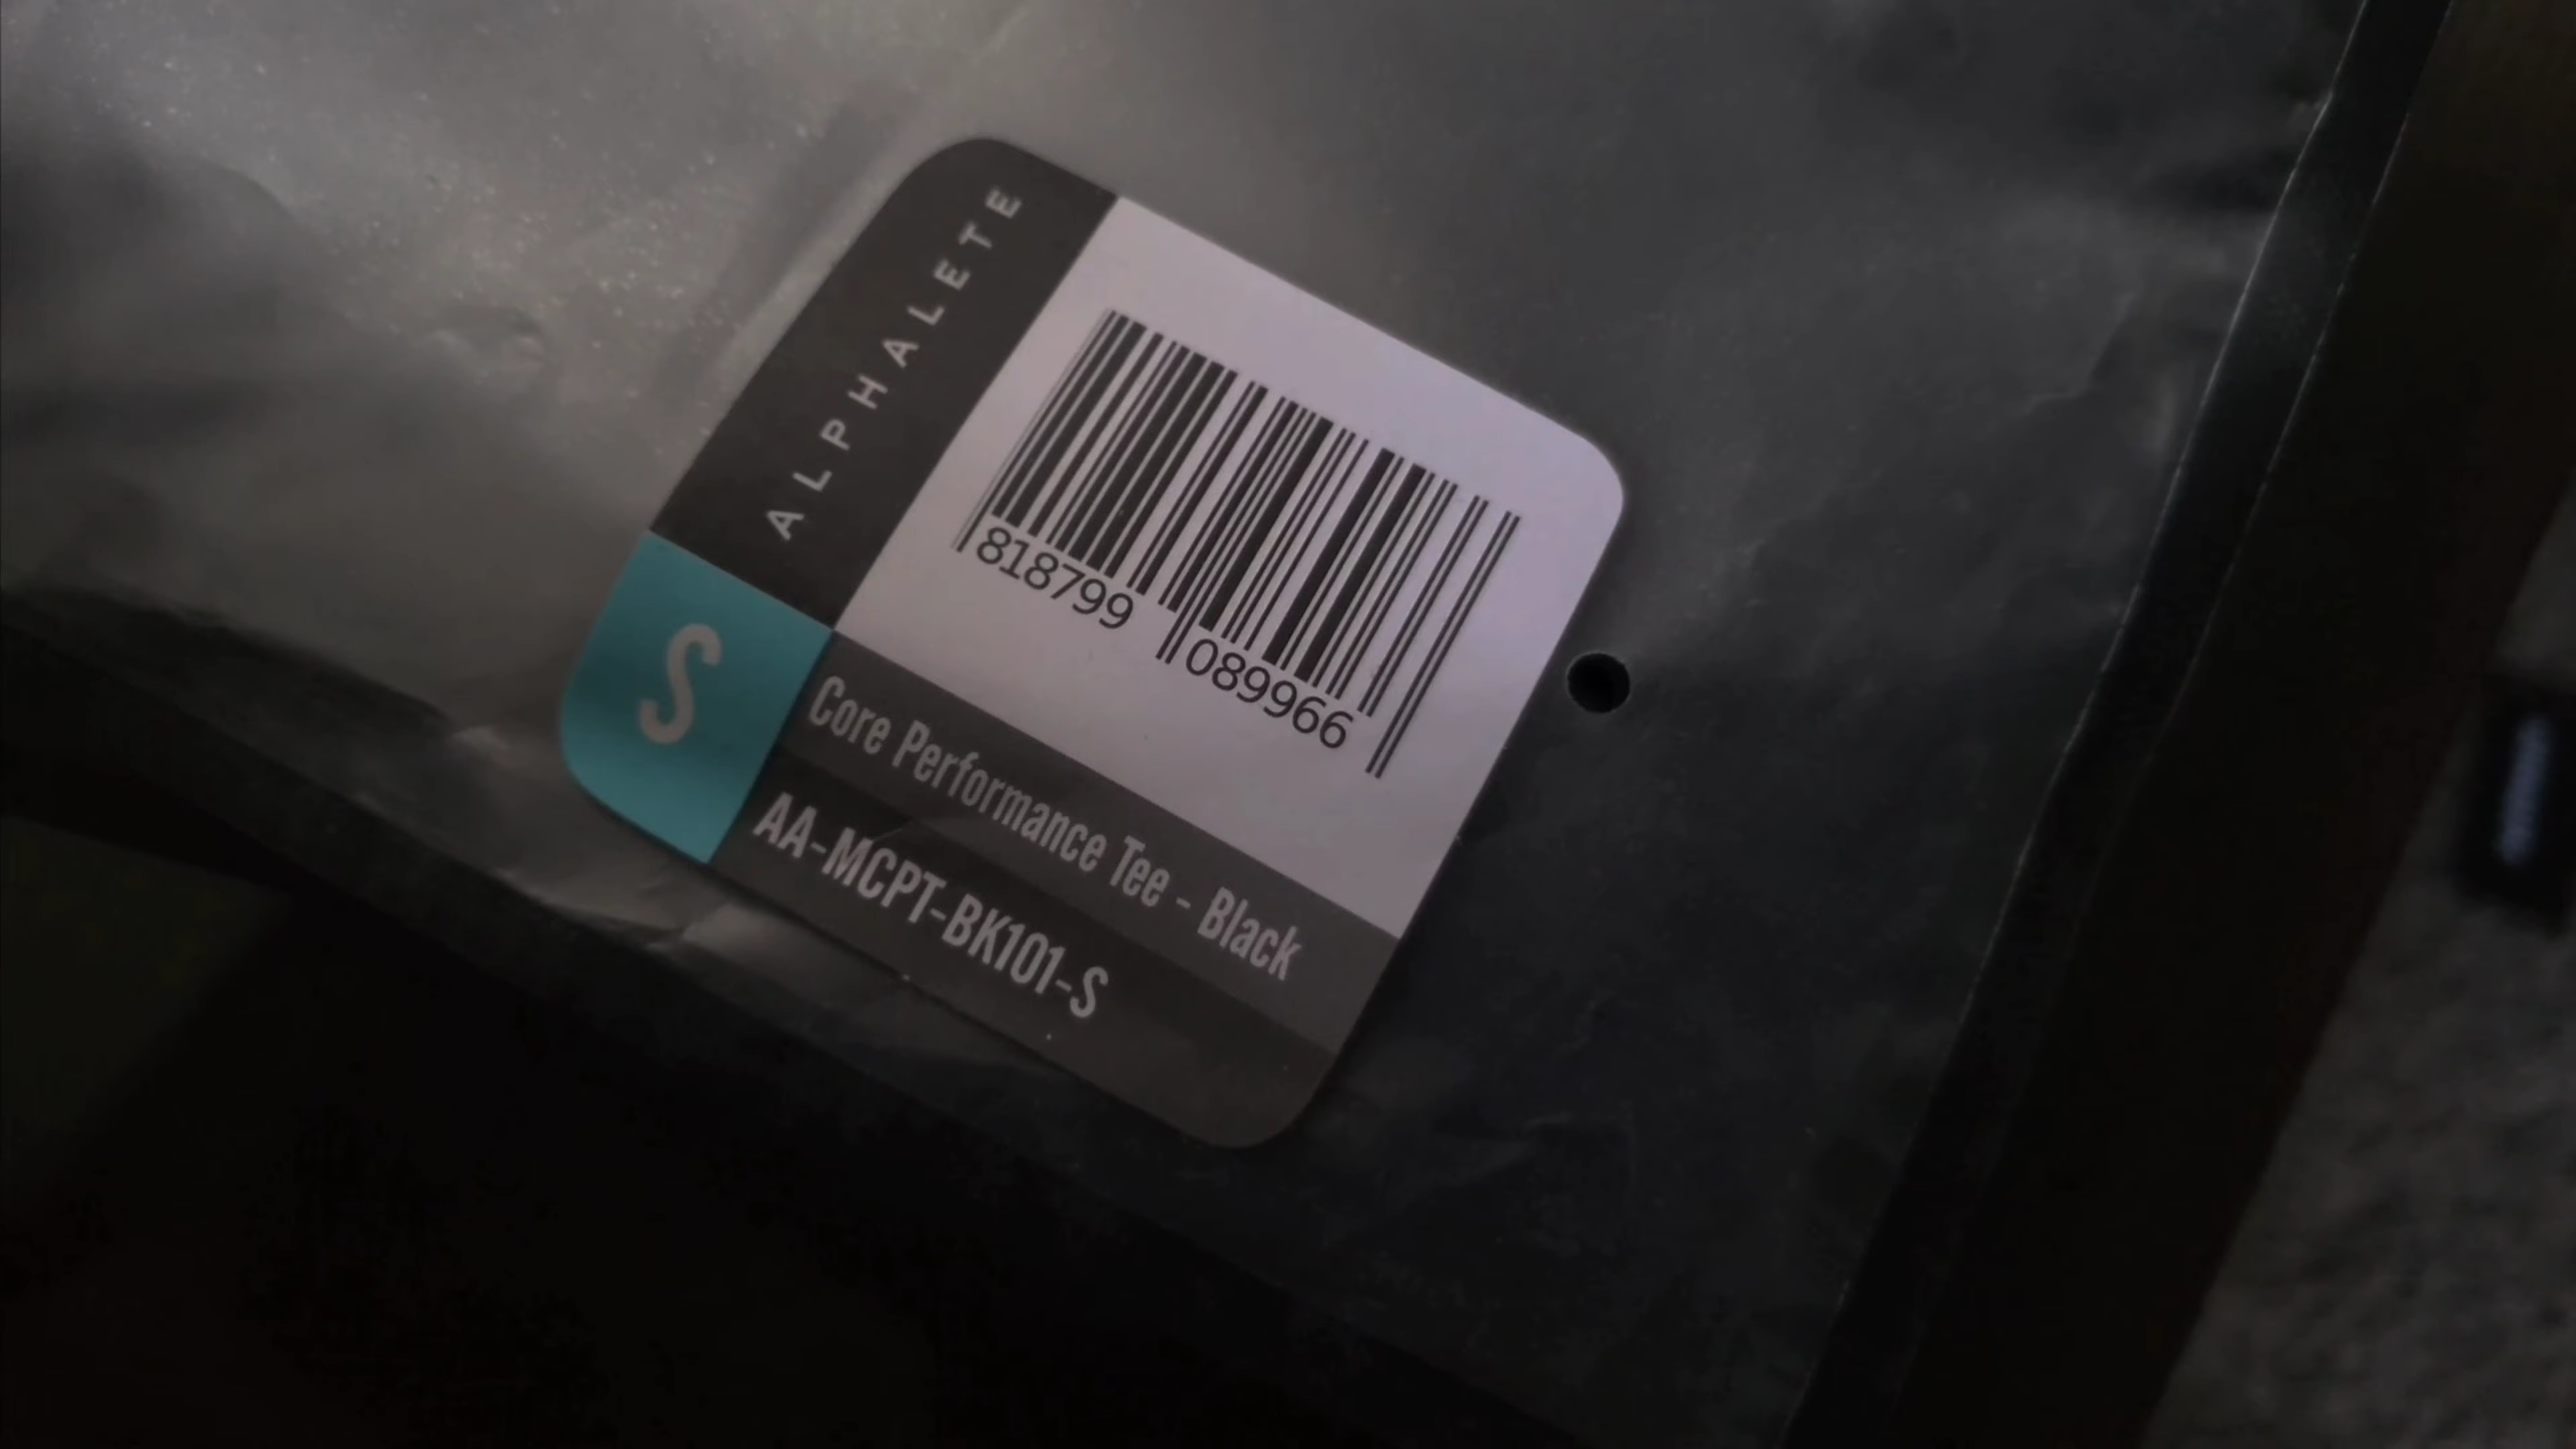 ALPHALETE
818799 089966
S
Core Performance Tee - Black
AA-MCPT-BK101-S